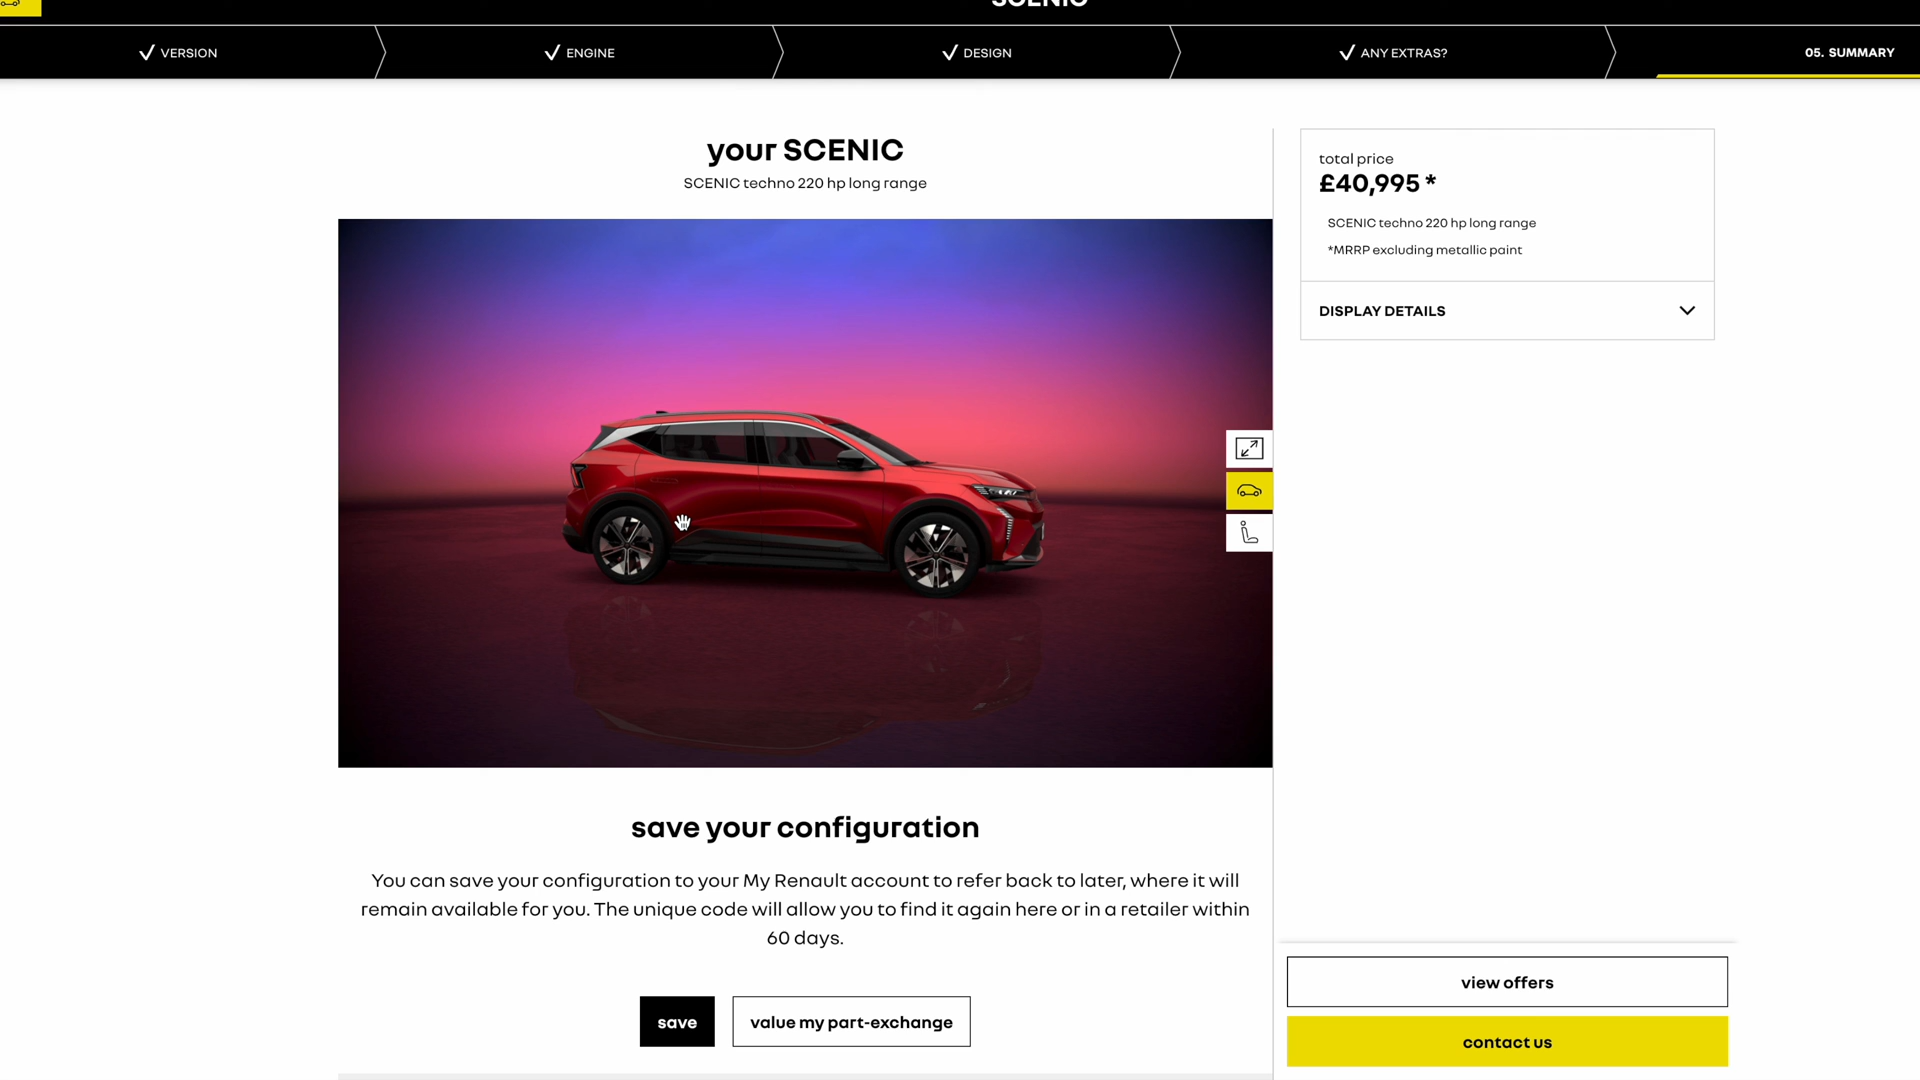 SCENIC
VERSION
ENGINE
DESIGN
ANY EXTRAS?
05. SUMMARY
your SCENIC
SCENIC techno 220 hp long range
total price
£40,995 *
SCENIC techno 220 hp long range
*MRRP excluding metallic paint
DISPLAY DETAILS
save your configuration
You can save your configuration to your My Renault account to refer back to later, where it will
remain available for you. The unique code will allow you to find it again here or in a retailer within
60 days.
save
value my part-exchange
view offers
contact us